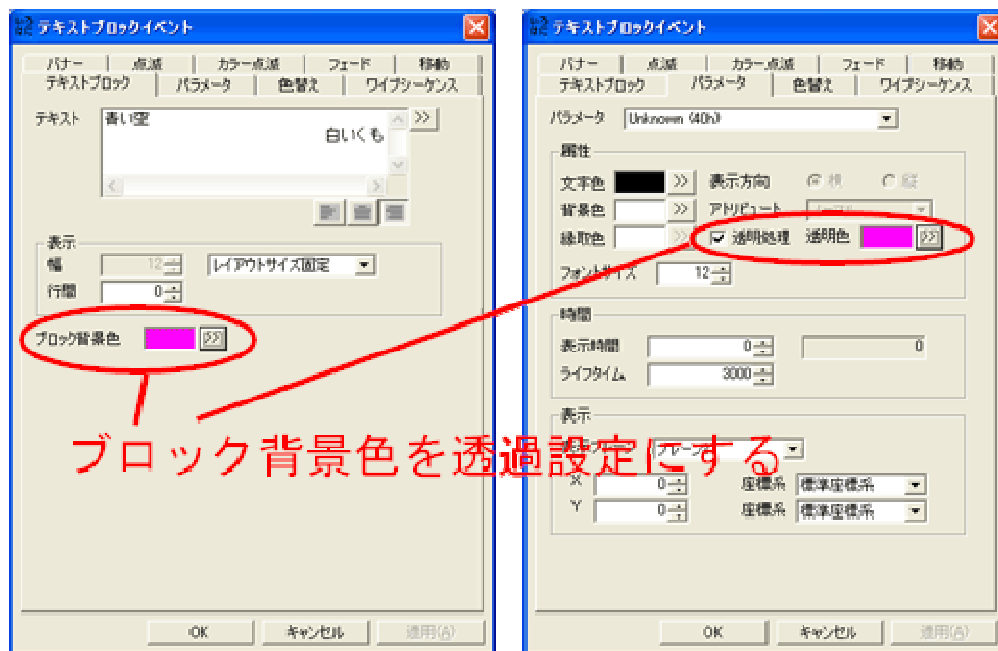 テキストブロックイベント
バナー 点滅 カラー点滅 フェード 移動
テキストブロック パラメータ 色替え ワイプシーケンス
テキスト 青い空
白いくも
>>
表示
幅 12 レイアウトサイズ固定
行間 0
ブロック背景色 >>
OK キャンセル 適用(A)
テキストブロックイベント
バナー 点滅 カラー点滅 フェード 移動
テキストブロック パラメータ 色替え ワイプシーケンス
パラメータ Unknown (40h)
属性
文字色 >> 表示方向 横 縦
背景色 >> アトリビュート ノーマル
縁取色 >> 透明処理 透明色 >>
フォントサイズ 12
時間
表示時間 0 0
ライフタイム 3000
表示
X 0 座標系 標準座標系
Y 0 座標系 標準座標系
OK キャンセル 適用(A)
ブロック背景色を透過設定にする